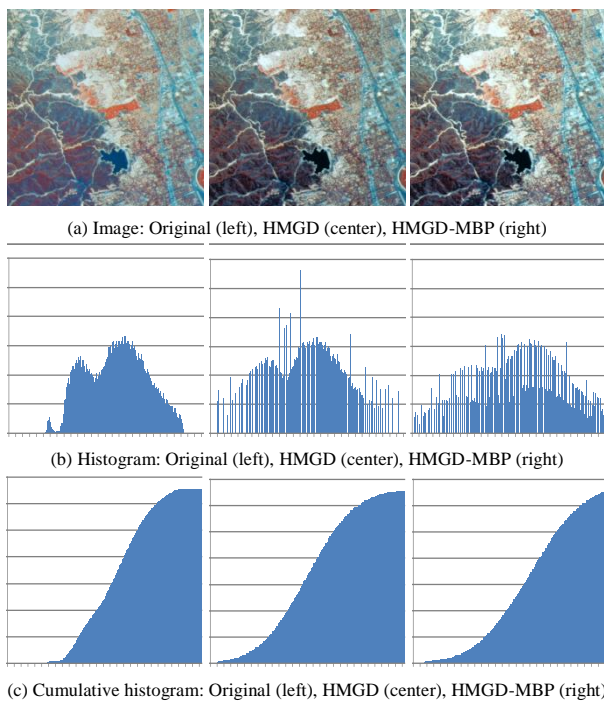 (a) Image: Original (left), HMGD (center), HMGD-MBP (right)
(b) Histogram: Original (left), HMGD (center), HMGD-MBP (right)
(c) Cumulative histogram: Original (left), HMGD (center), HMGD-MBP (right)